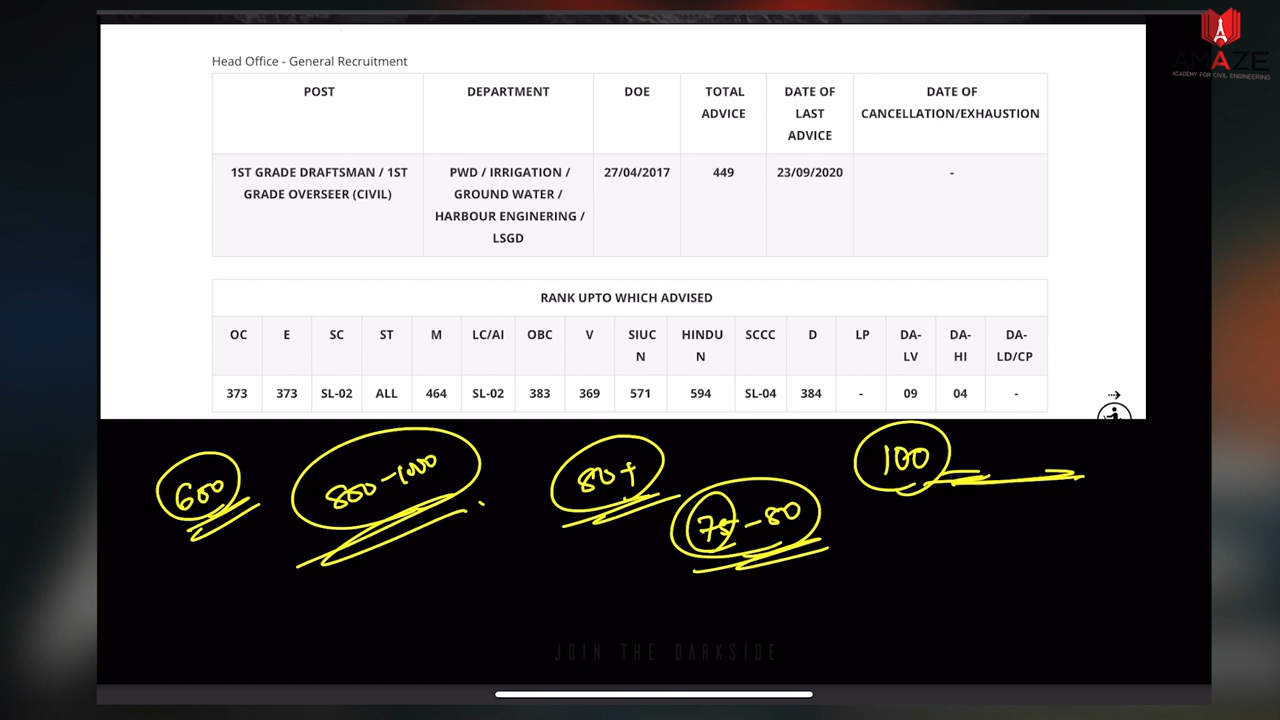 AMAZE
ACADEMY FOR CIVIL ENGINEERING
Head Office - General Recruitment
POST DEPARTMENT DOE TOTAL ADVICE DATE OF LAST ADVICE DATE OF CANCELLATION/EXHAUSTION
1ST GRADE DRAFTSMAN / 1ST GRADE OVERSEER (CIVIL) PWD / IRRIGATION / GROUND WATER / HARBOUR ENGINERING / LSGD 27/04/2017 449 23/09/2020 -
RANK UPTO WHICH ADVISED
OC E SC ST M LC/AI OBC V SIUC N HINDU N SCCC D LP DA-LV DA-HI DA-LD/CP
373 373 SL-02 ALL 464 SL-02 383 369 571 594 SL-04 384 - 09 04 -
600 800-1000 80+ 75-80 100
JOIN THE DARKSIDE